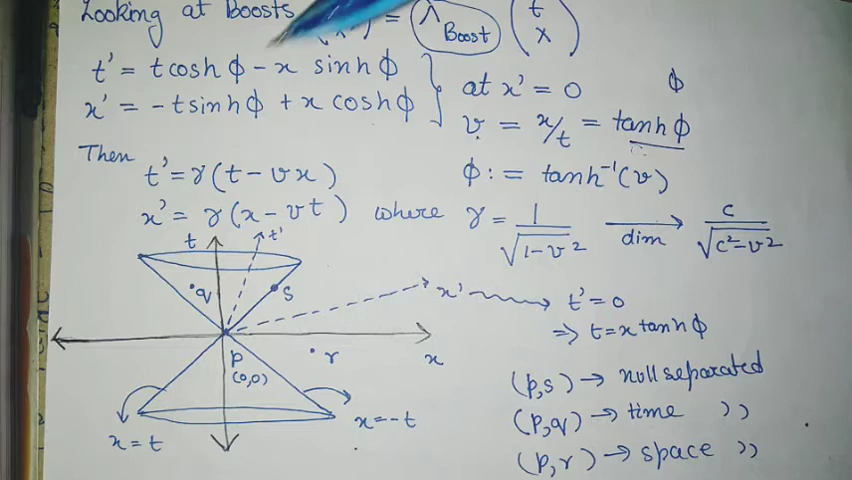 Looking at Boosts
(x') = Λ Boost (t x)
t' = t cosh ϕ - x sinh ϕ
x' = - t sinh ϕ + x cosh ϕ
at x' = 0 ϕ
v = x/t = tanh ϕ
ϕ := tanh⁻¹(v)
Then
t' = γ (t - vx)
x' = γ (x - vt) where γ = 1/√(1-v²) → dim c/√(c²-v²)
t t'
q s
x' t' = 0
⇒ t = x tanh ϕ
p
(0,0)
r x
x = t x = -t
(p,s) → null separated
(p,q) → time ״
(p,r) → space ״